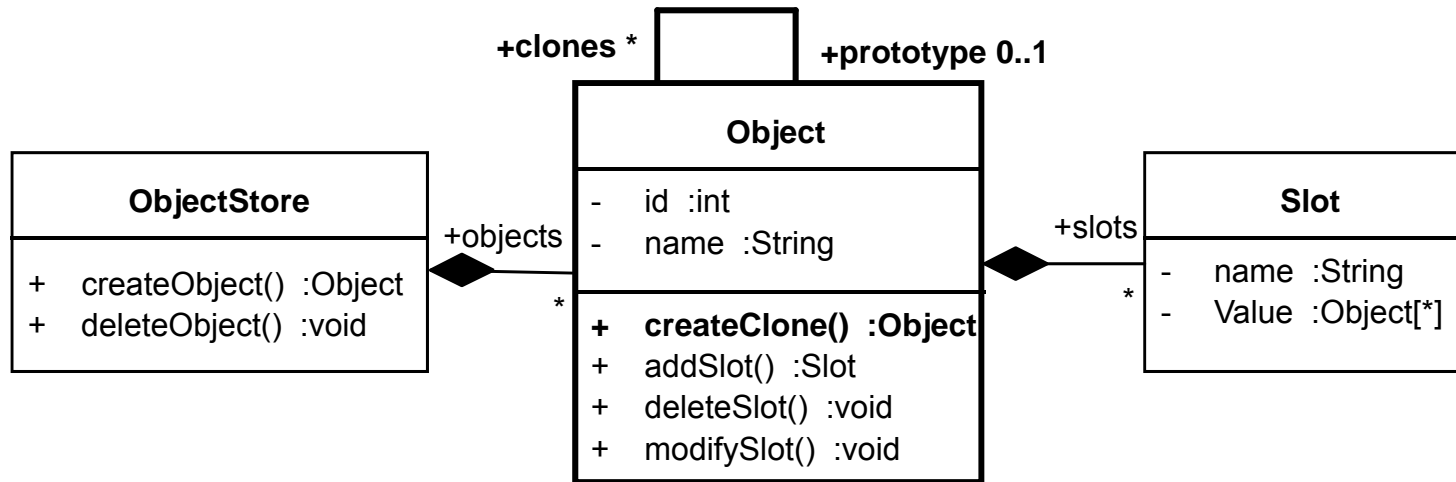 +clones *
+prototype 0..1
Object
- id :int
- name :String
+ createClone() :Object
+ addSlot() :Slot
+ deleteSlot() :void
+ modifySlot() :void
ObjectStore
+ createObject() :Object
+ deleteObject() :void
+objects
*
+slots
*
Slot
- name :String
- Value :Object[*]